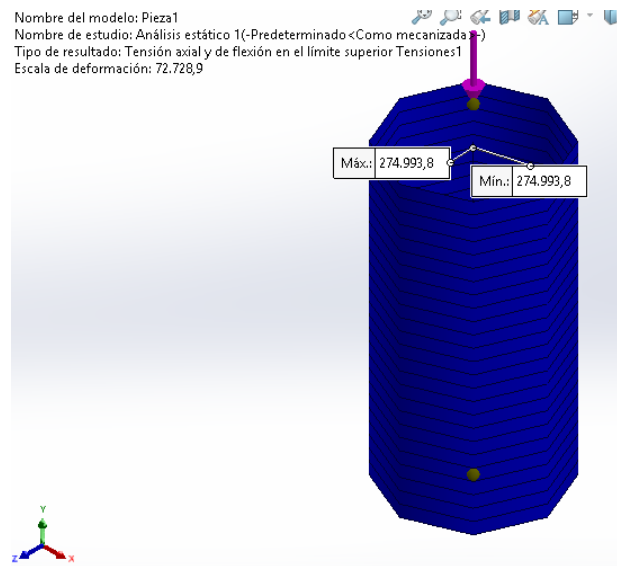 Nombre del modelo: Pieza1
Nombre de estudio: Análisis estático 1(-Predeterminado<Como mecanizada>-)
Tipo de resultado: Tensión axial y de flexión en el límite superior Tensiones1
Escala de deformación: 72.728,9
Máx.: 274.993,8
Mín.: 274.993,8
Y
Z
X